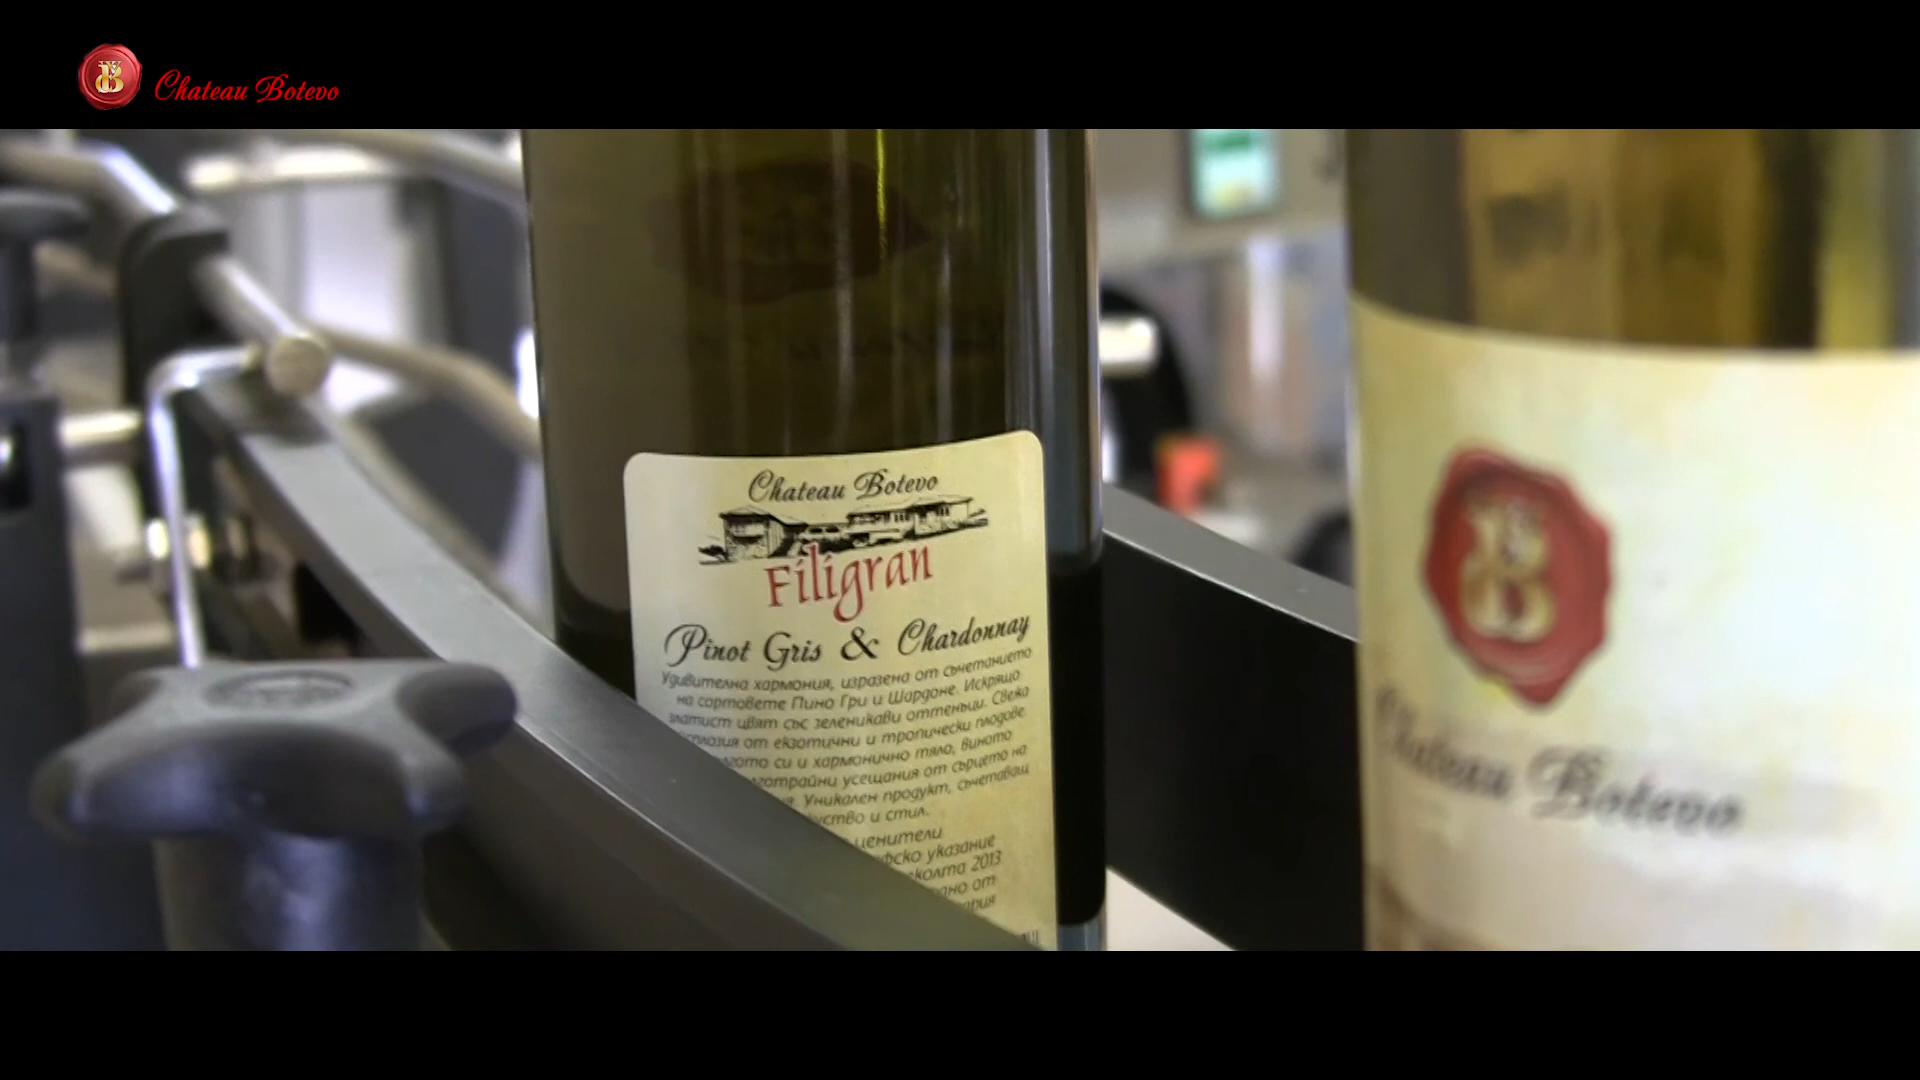 Chateau Botevo
Chateau Botevo
Filigran
Pinot Gris & Chardonnay
Удивителна хармония, изразена от съчетанието
на сортовете Пино Гри и Шардоне. Искрящо
златист цвят със зеленикави оттенъци. Свежа
от екзотични и тропически плодове.
си и хармонично тяло, виното
усещания от сърцето на
Уникален продукт, съчетаващ
и стил.
ценители
указание
2013
от
Chateau Botevo